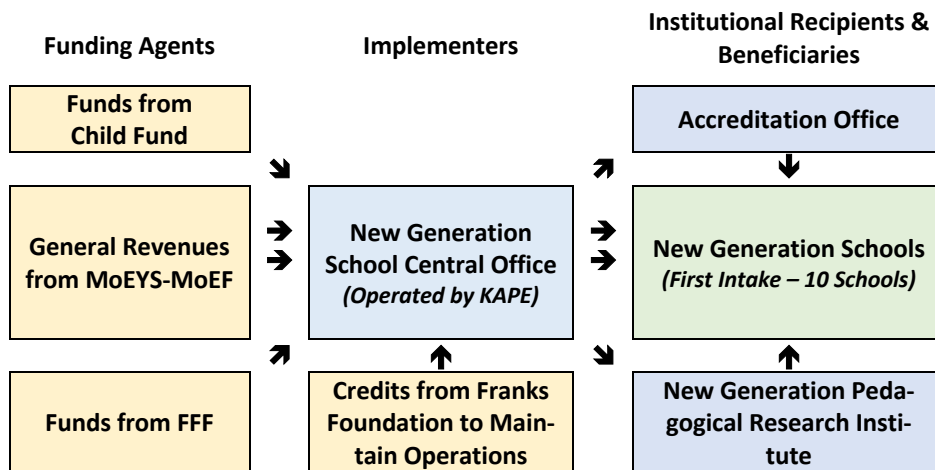 Funding Agents
Implementers
Institutional Recipients &
Beneficiaries
Funds from
Child Fund
Accreditation Office
General Revenues
from MoEYS-MoEF
New Generation
School Central Office
(Operated by KAPE)
New Generation Schools
(First Intake – 10 Schools)
Funds from FFF
Credits from Franks
Foundation to Main-
tain Operations
New Generation Peda-
gogical Research Insti-
tute